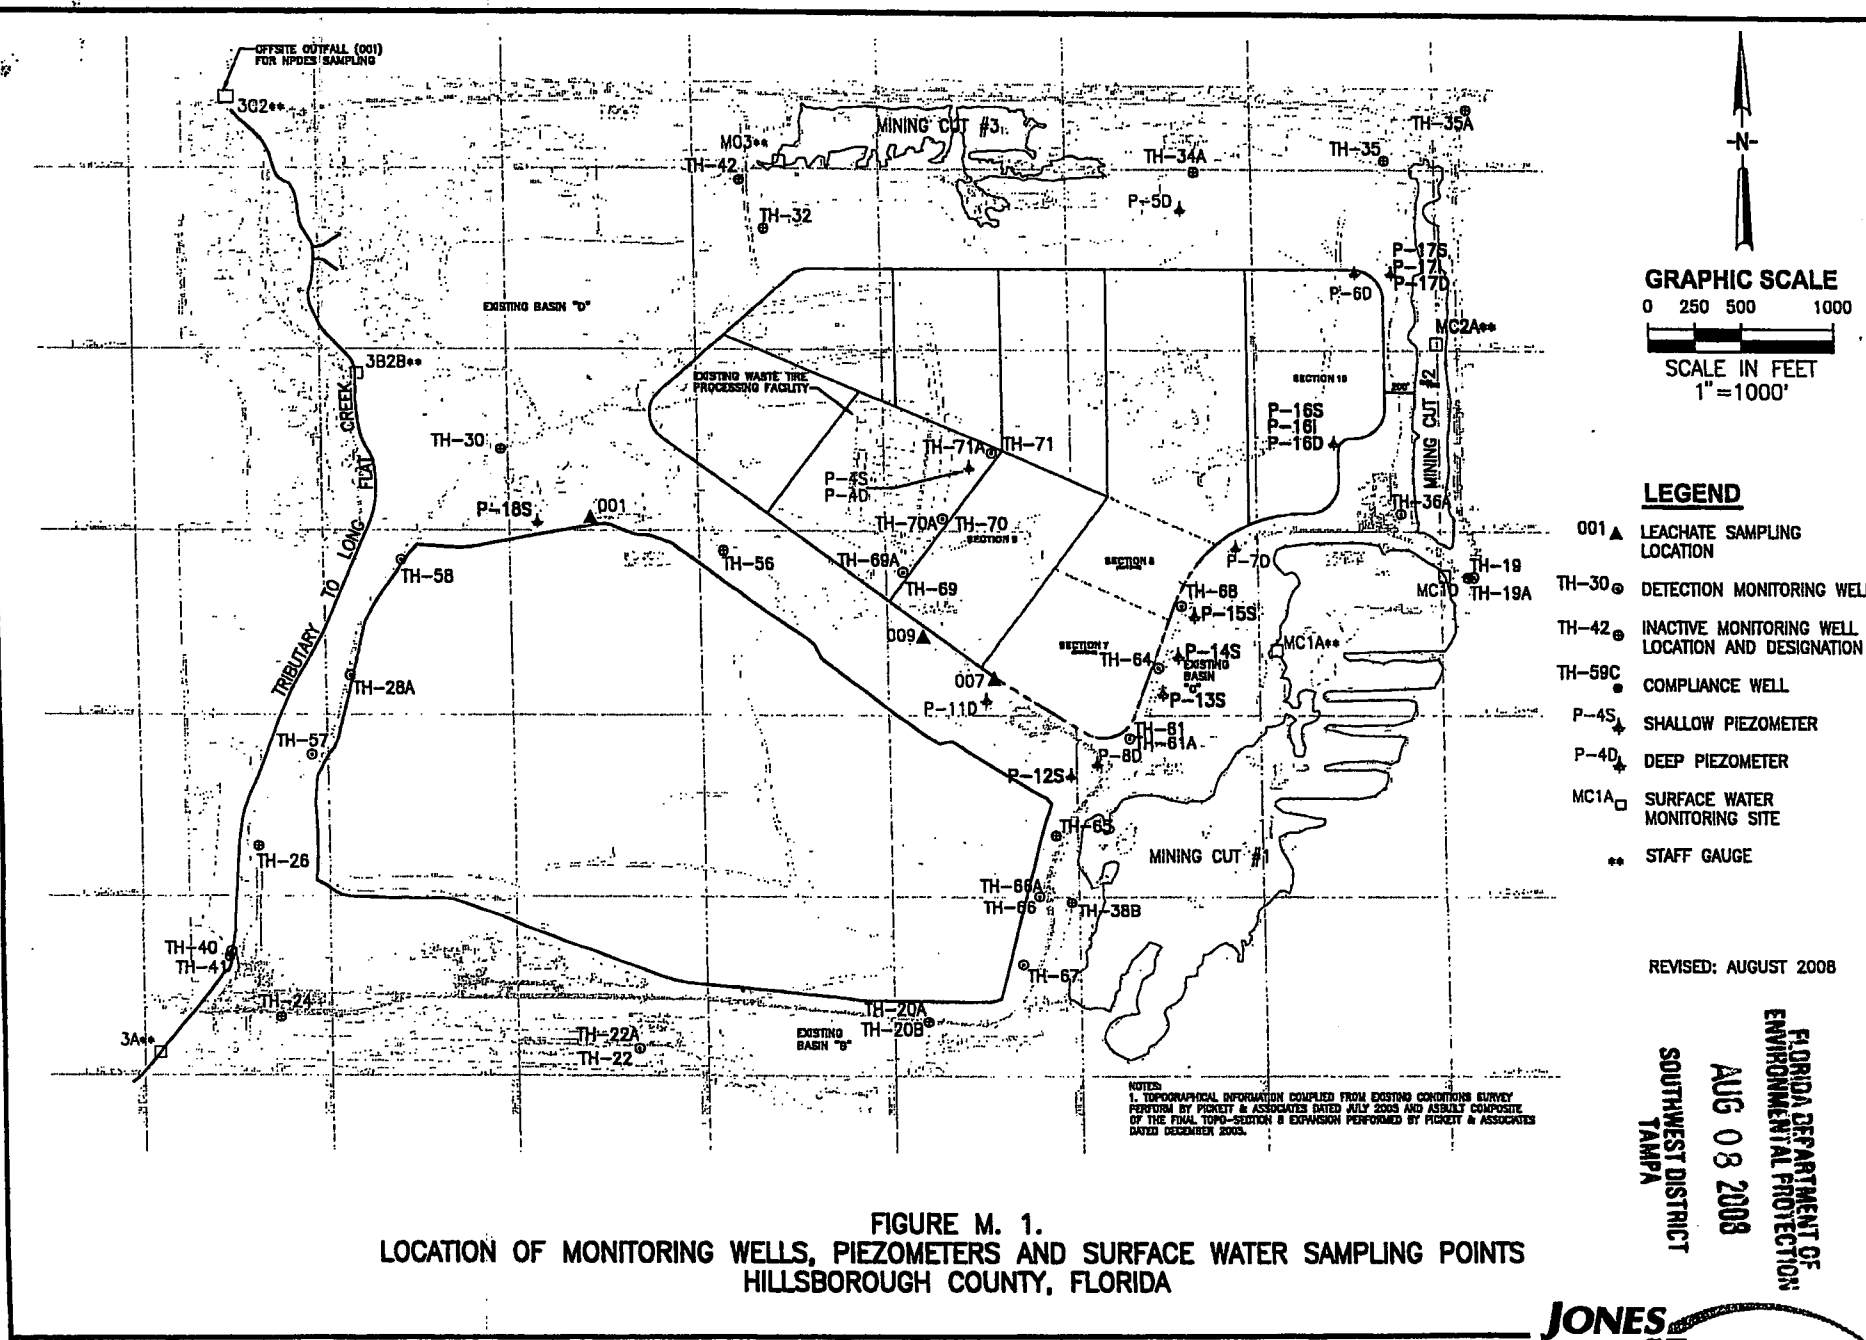 OFFSITE OUTFALL (001)
FOR NPDES SAMPLING
3C2**
MINING CUT #3
MC3**
TH-42
TH-32
TH-34A
P-5D
TH-35
TH-35A
P-17S
P-17I
P-17D
P-6D
MC2A**
MINING CUT #2
200'
EXISTING BASIN "D"
3B2B**
EXISTING WASTE TIRE
PROCESSING FACILITY
SECTION 10
P-16S
P-16I
P-16D
TH-30
TH-71A
TH-71
P-4S
P-4D
TH-36A
P-18S
001
TH-70A
TH-70
SECTION 9
TH-58
TH-56
TH-69A
TH-69
SECTION 8
P-7D
TH-68
P-15S
TH-19
MC1D
TH-19A
TRIBUTARY TO LONG FLAT CREEK
009
SECTION 7
TH-64
P-14S
EXISTING
BASIN
MC1A**
TH-28A
007
P-11D
P-13S
TH-61
TH-61A
TH-57
P-8D
P-12S
TH-65
MINING CUT #1
TH-26
TH-66A
TH-66
TH-38B
TH-40
TH-41
TH-67
TH-24
TH-20A
TH-20B
3A**
TH-22A
TH-22
EXISTING
BASIN "B"
-N-
GRAPHIC SCALE
0 250 500 1000
SCALE IN FEET
1"=1000'
LEGEND
001 LEACHATE SAMPLING
LOCATION
TH-30 DETECTION MONITORING WELL
TH-42 INACTIVE MONITORING WELL
LOCATION AND DESIGNATION
TH-59C COMPLIANCE WELL
P-4S SHALLOW PIEZOMETER
P-4D DEEP PIEZOMETER
MC1A SURFACE WATER
MONITORING SITE
** STAFF GAUGE
REVISED: AUGUST 2008
FLORIDA DEPARTMENT OF
ENVIRONMENTAL PROTECTION
AUG 08 2008
SOUTHWEST DISTRICT
TAMPA
NOTES:
1. TOPOGRAPHICAL INFORMATION COMPLIED FROM EXISTING CONDITIONS SURVEY
PERFORM BY PICKETT & ASSOCIATES DATED JULY 2003 AND ASBUILT COMPOSITE
OF THE FINAL TOPO-SECTION 8 EXPANSION PERFORMED BY PICKETT & ASSOCIATES
DATED DECEMBER 2003.
FIGURE M. 1.
LOCATION OF MONITORING WELLS, PIEZOMETERS AND SURFACE WATER SAMPLING POINTS
HILLSBOROUGH COUNTY, FLORIDA
JONES